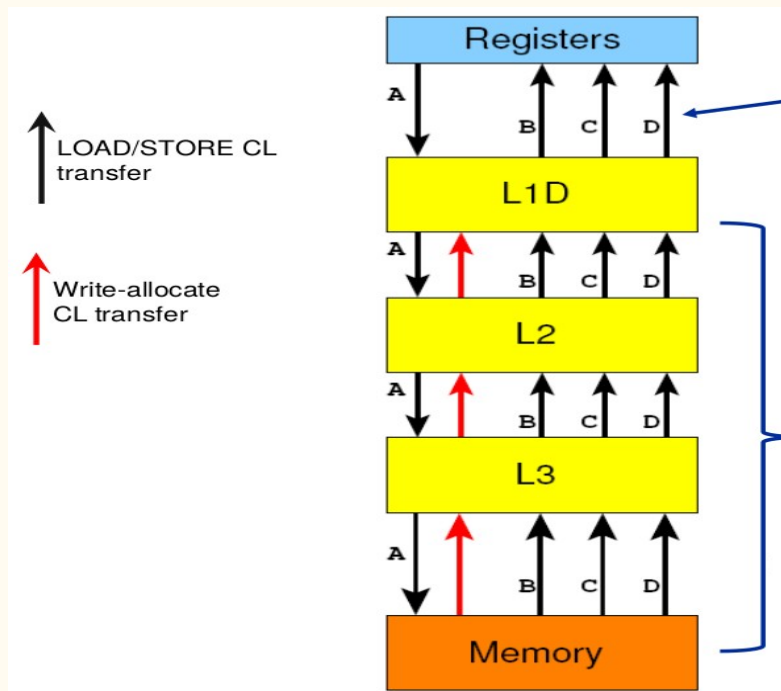 Registers
A
B C D
LOAD/STORE CL
transfer
L1D
A
B C D
Write-allocate
CL transfer
L2
A
B C D
L3
A
B C D
Memory